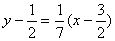 y - 1/2 = 1/7 (x - 3/2)